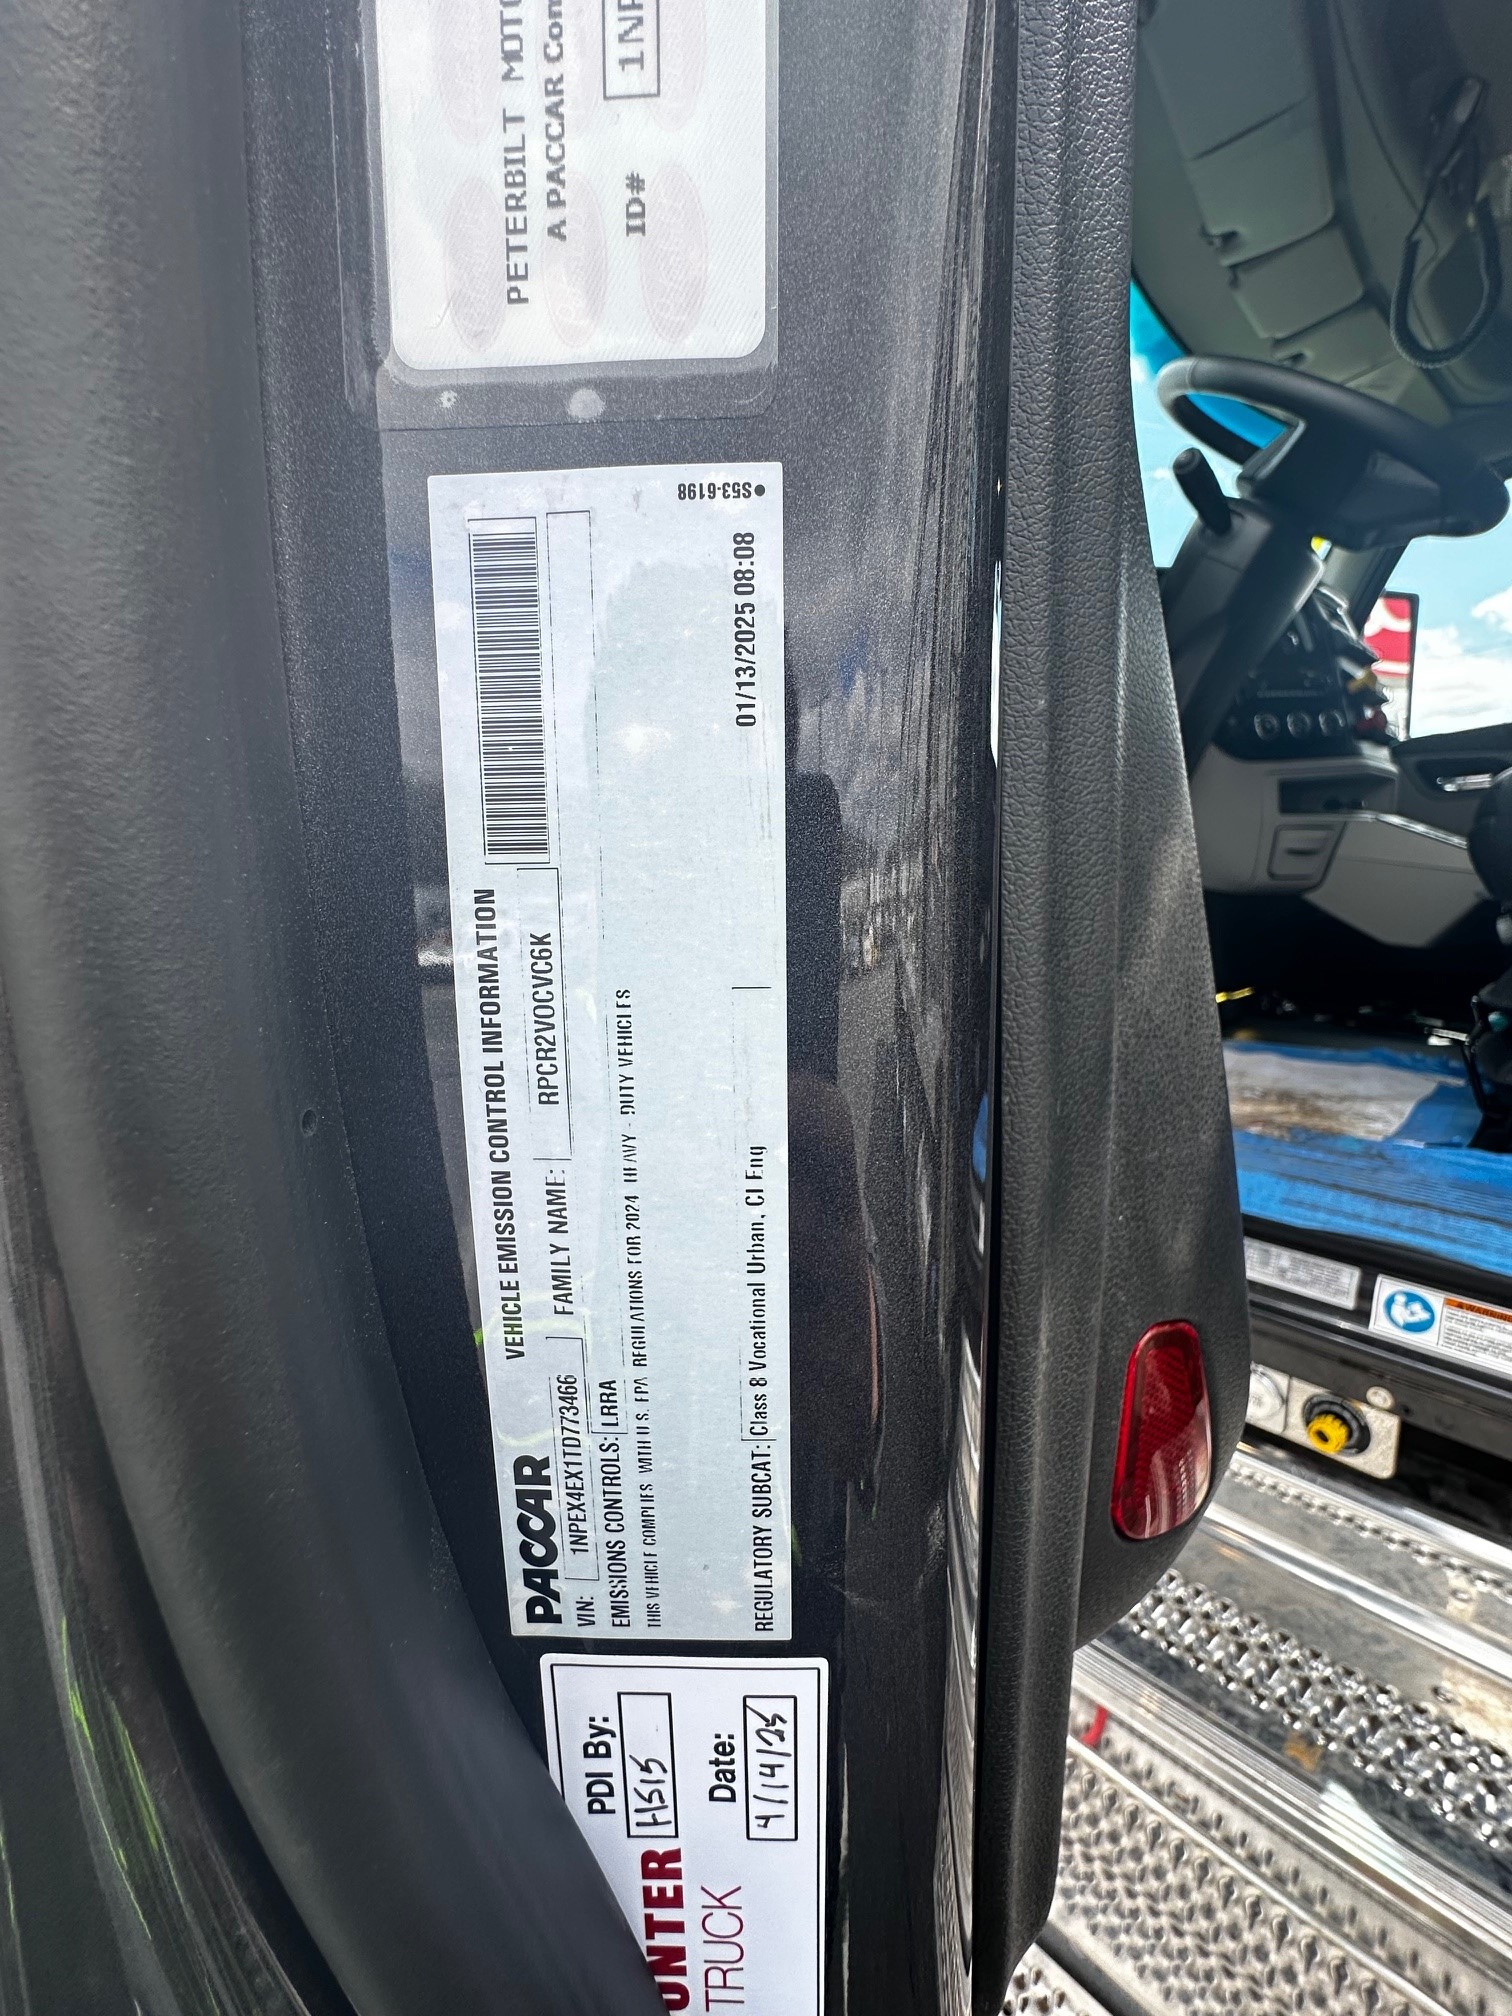 PETERBILT MOTO
A PACCAR Com
ID# 1NP
S53-6198
PACCAR VEHICLE EMISSION CONTROL INFORMATION
VIN: 1NPEX4EX1TD773466 FAMILY NAME: RPCR2VOCVC6K
EMISSIONS CONTROLS: LRRA
THIS VEHICLE COMPLIES WITH U.S. EPA REGULATIONS FOR 2024 HEAVY - DUTY VEHICLES
REGULATORY SUBCAT: Class 8 Vocational Urban, CI Eng 01/13/2025 08:08
PDI By:
HS15
UNTER
TRUCK
Date:
4/14/25